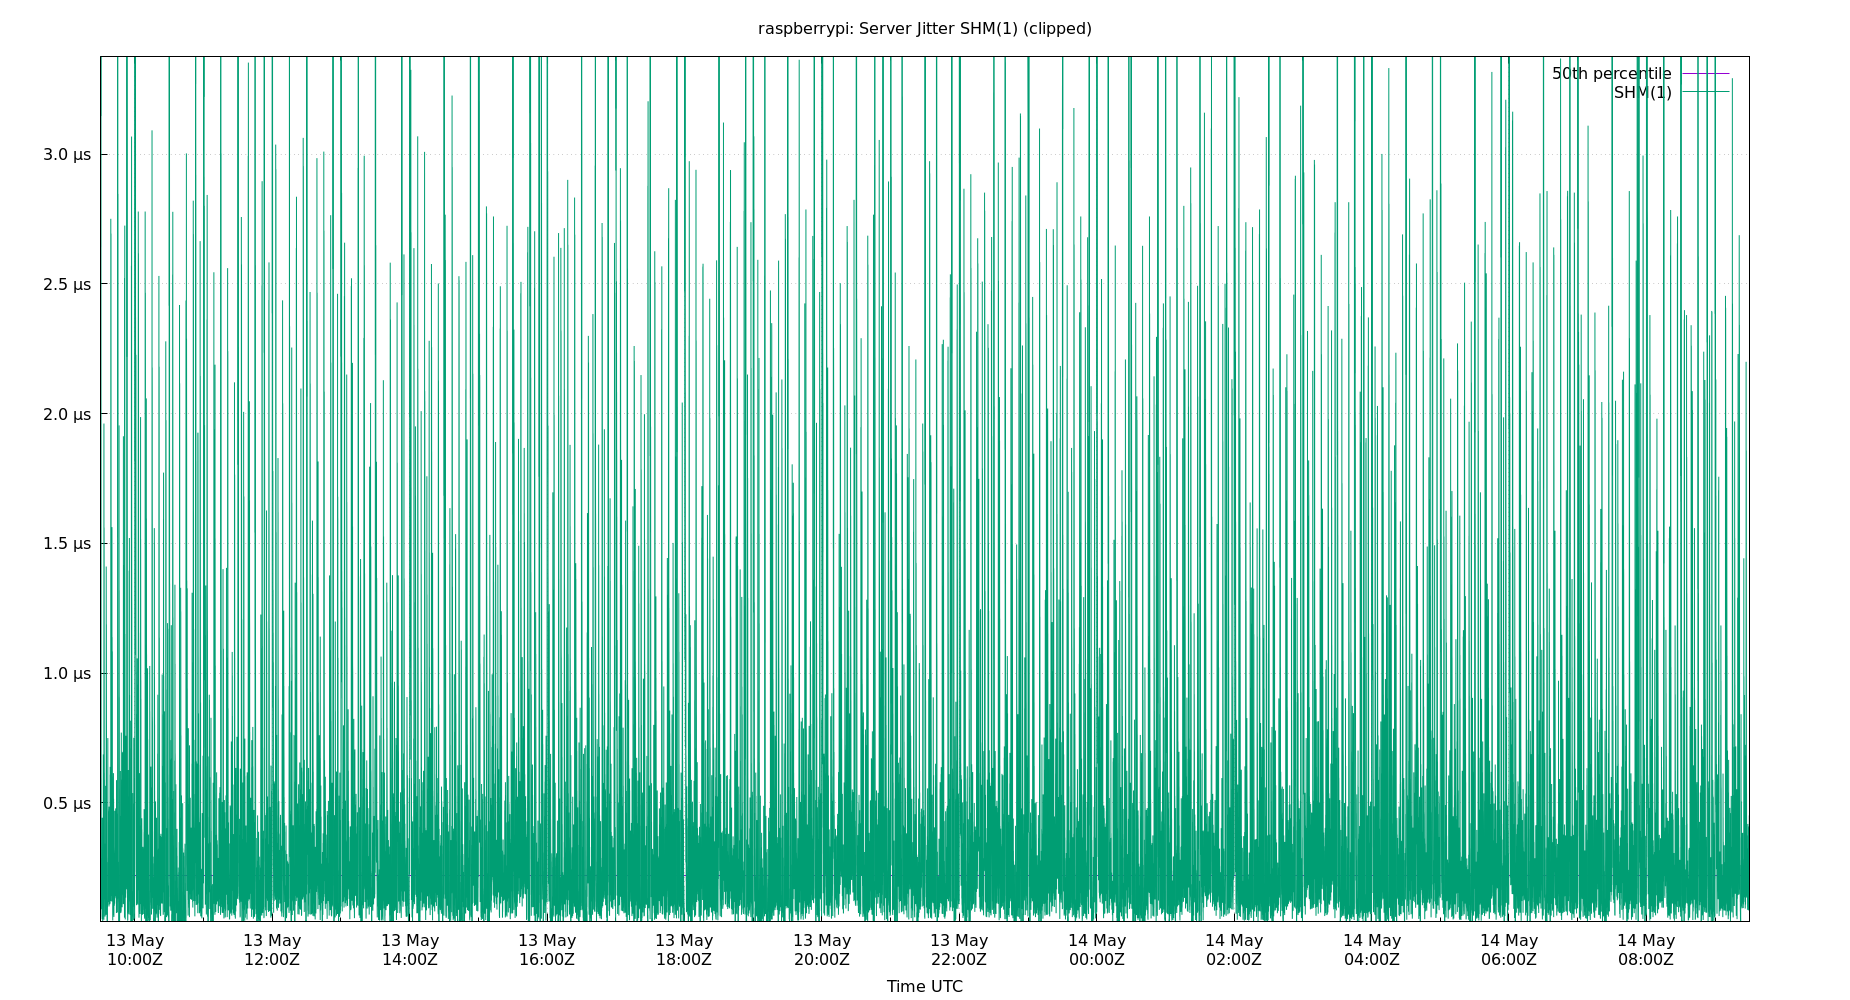 raspberrypi: Server Jitter SHM(1) (clipped)
50th percentile
SHM(1)
3.0 µs
2.5 µs
2.0 µs
1.5 µs
1.0 µs
0.5 µs
13 May 13 May 13 May 13 May 13 May 13 May 13 May 14 May 14 May 14 May 14 May 14 May
10:00Z 12:00Z 14:00Z 16:00Z 18:00Z 20:00Z 22:00Z 00:00Z 02:00Z 04:00Z 06:00Z 08:00Z
Time UTC